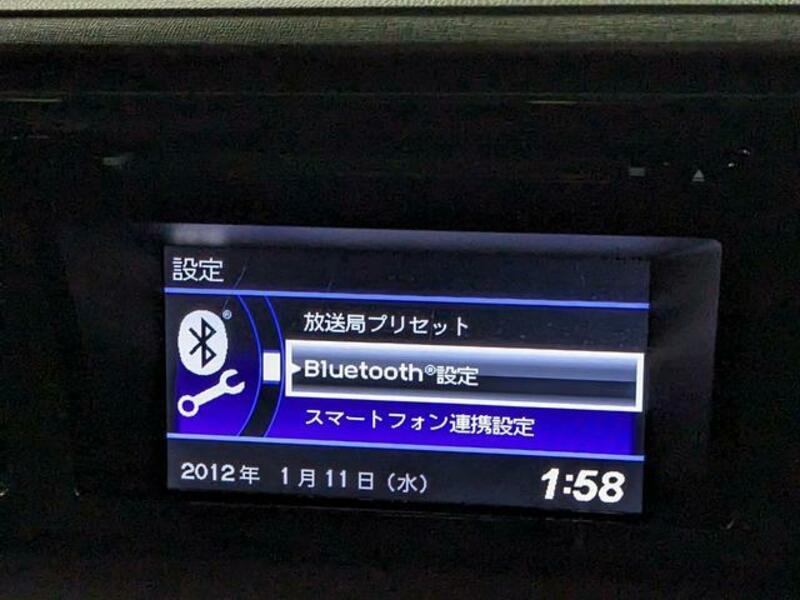 設定
放送局プリセット
Bluetooth®設定
スマートフォン連携設定
2012年 1月11日（水） 1:58